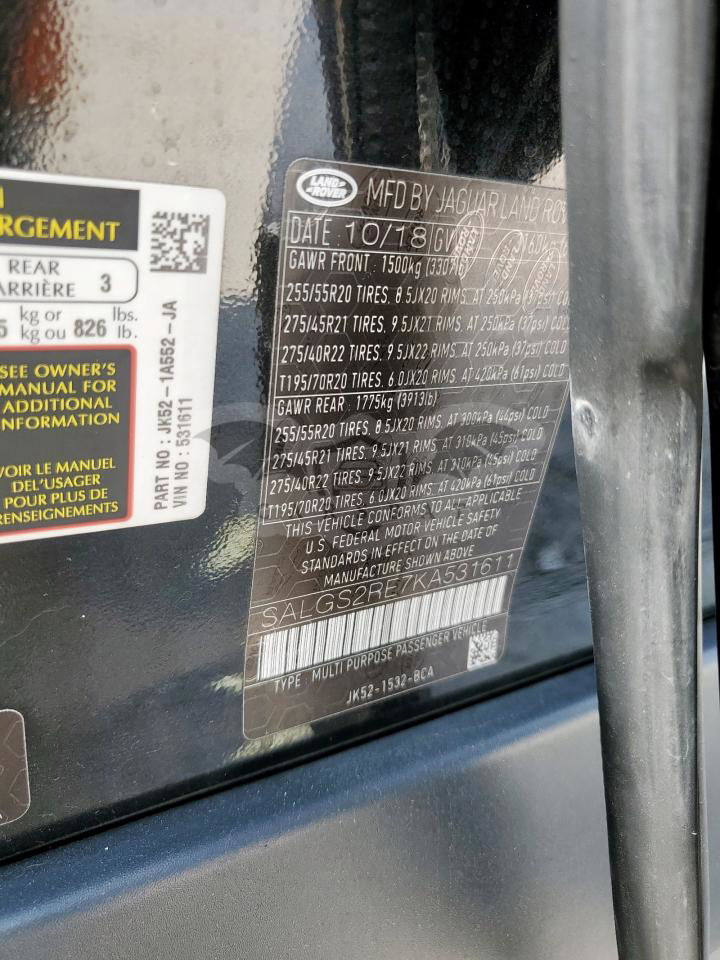 RGEMENT
REAR
ARRIÈRE 3
kg or lbs.
kg ou 826 lb.
SEE OWNER'S
MANUAL FOR
ADDITIONAL
INFORMATION
VOIR LE MANUEL
DEL'USAGER
POUR PLUS DE
RENSEIGNEMENTS
PART NO : JK52-1A552-JA
VIN NO : 531611
LAND ROVER MFD BY JAGUAR LAND ROV
DATE : 10/18
GAWR FRONT : 1500kg (3307lb)
255/55R20 TIRES, 8.5JX20 RIMS, AT 250kPa (37psi) COLD
275/45R21 TIRES, 9.5JX21 RIMS, AT 250kPa (37psi) COLD
275/40R22 TIRES, 9.5JX22 RIMS, AT 250kPa (37psi) COLD
T195/70R20 TIRES, 6.0JX20 RIMS, AT 420kPa (61psi) COLD
GAWR REAR : 1775kg (3913lb)
255/55R20 TIRES, 8.5JX20 RIMS, AT 300kPa (44psi) COLD
275/45R21 TIRES, 9.5JX21 RIMS, AT 310kPa (45psi) COLD
275/40R22 TIRES, 9.5JX22 RIMS, AT 310kPa (45psi) COLD
T195/70R20 TIRES, 6.0JX20 RIMS, AT 420kPa (61psi) COLD
THIS VEHICLE CONFORMS TO ALL APPLICABLE
U.S. FEDERAL MOTOR VEHICLE SAFETY
STANDARDS IN EFFECT ON THE DATE OF
MANUFACTURE SHOWN ABOVE
SALGS2RE7KA531611
TYPE : MULTI PURPOSE PASSENGER VEHICLE
JK52-1532-BCA